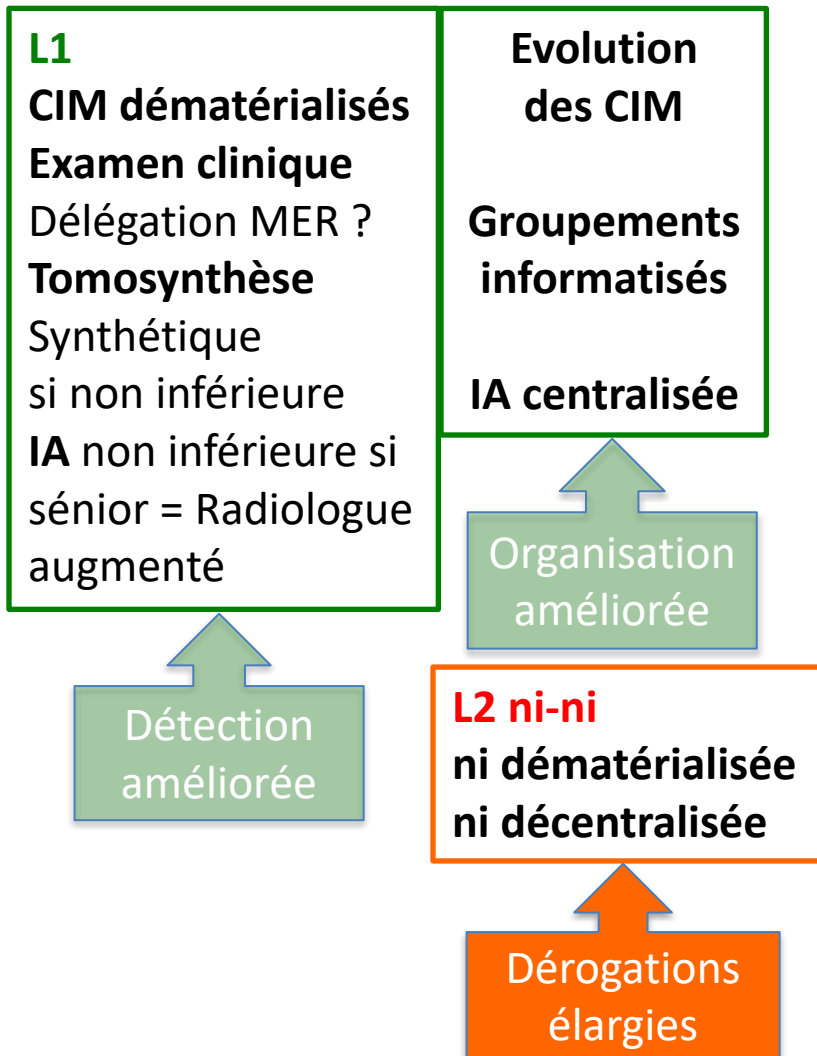 L1
CIM dématérialisés
Examen clinique
Délégation MER ?
Tomosynthèse
Synthétique
si non inférieure
IA non inférieure si
sénior = Radiologue
augmenté
Evolution
des CIM
Groupements
informatisés
IA centralisée
Détection
améliorée
Organisation
améliorée
L2 ni-ni
ni dématérialisée
ni décentralisée
Dérogations
élargies